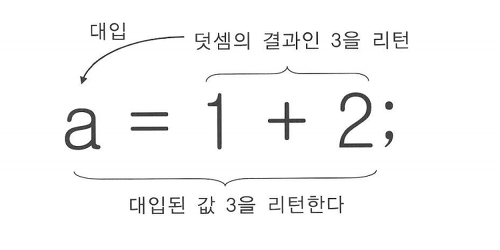 대입
덧셈의 결과인 3을 리턴
a = 1 + 2;
대입된 값 3을 리턴한다